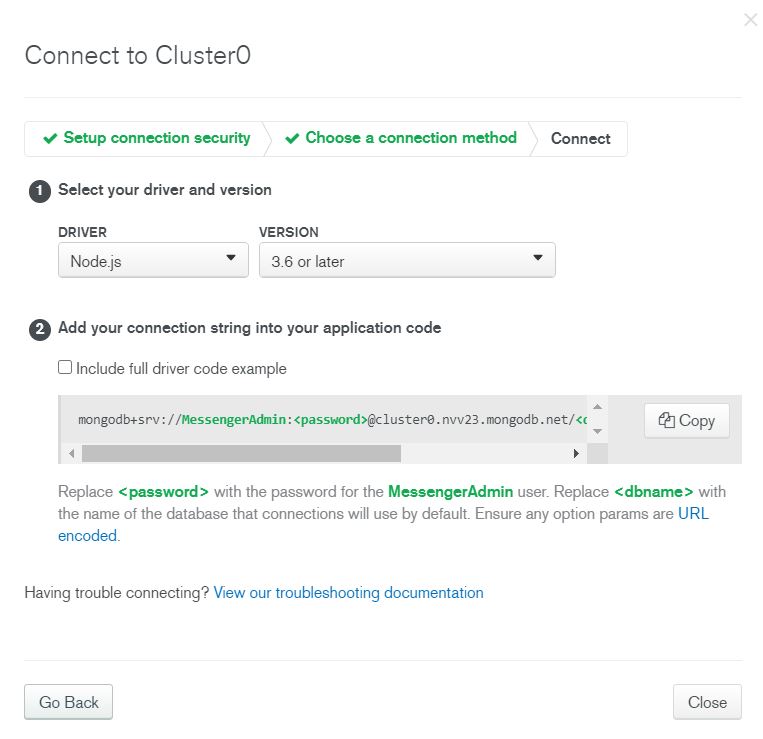 Connect to Cluster0
Setup connection security
Choose a connection method
Connect
1 Select your driver and version
DRIVER
VERSION
Node.js
3.6 or later
2 Add your connection string into your application code
Include full driver code example
mongodb+srv://MessengerAdmin:<password>@cluster0.nvv23.mongodb.net/<d
Copy
Replace <password> with the password for the MessengerAdmin user. Replace <dbname> with
the name of the database that connections will use by default. Ensure any option params are URL
encoded.
Having trouble connecting? View our troubleshooting documentation
Go Back
Close